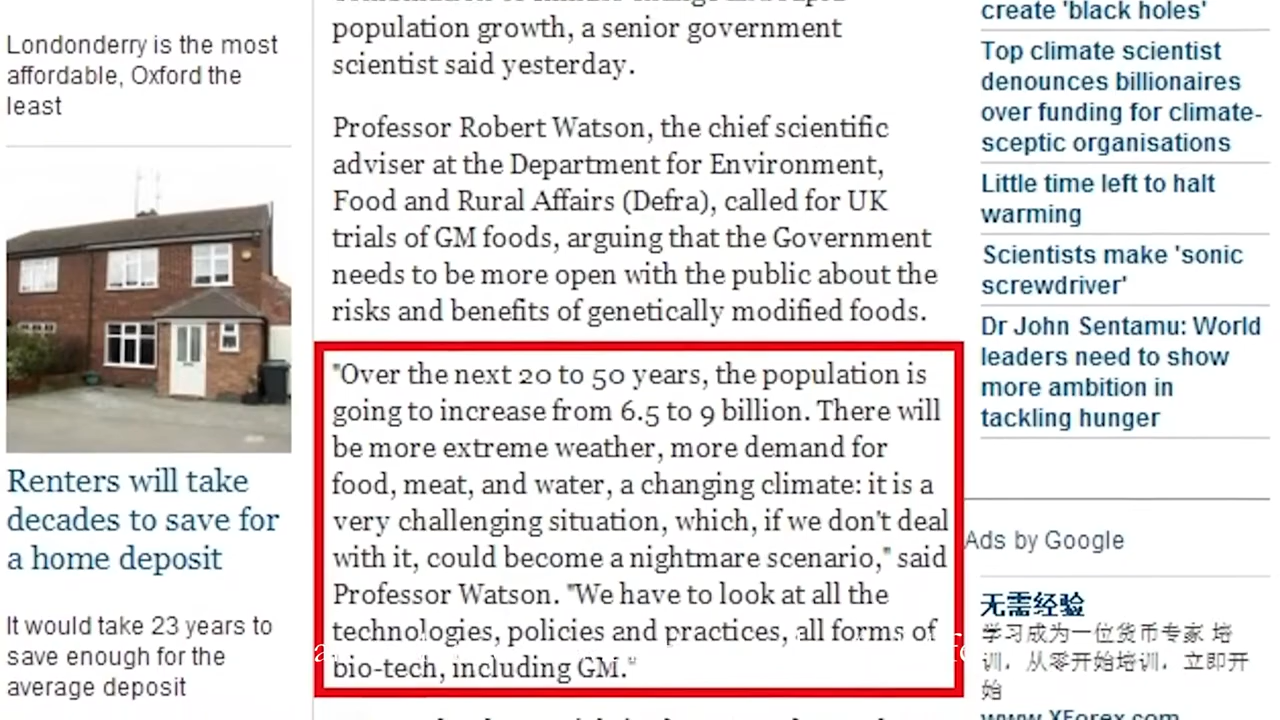 Londonderry is the most
affordable, Oxford the
least
Renters will take
decades to save for
a home deposit
It would take 23 years to
save enough for the
average deposit
population growth, a senior government
scientist said yesterday.
Professor Robert Watson, the chief scientific
adviser at the Department for Environment,
Food and Rural Affairs (Defra), called for UK
trials of GM foods, arguing that the Government
needs to be more open with the public about the
risks and benefits of genetically modified foods.
"Over the next 20 to 50 years, the population is
going to increase from 6.5 to 9 billion. There will
be more extreme weather, more demand for
food, meat, and water, a changing climate: it is a
very challenging situation, which, if we don't deal
with it, could become a nightmare scenario," said
Professor Watson. "We have to look at all the
technologies, policies and practices, all forms of
bio-tech, including GM."
create 'black holes'
Top climate scientist
denounces billionaires
over funding for climate-
sceptic organisations
Little time left to halt
warming
Scientists make 'sonic
screwdriver'
Dr John Sentamu: World
leaders need to show
more ambition in
tackling hunger
Ads by Google
无需经验
学习成为一位货币专家 培
训，从零开始培训，立即开
始
www.XForex.com